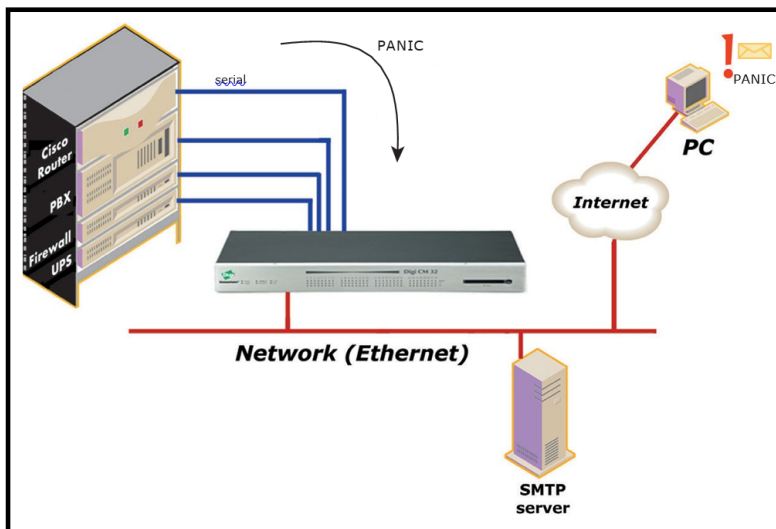 PANIC
serial
PANIC
Cisco
Router
PBX
Firewall
UPS
PC
Internet
Digi CM 32
Network (Ethernet)
SMTP
server